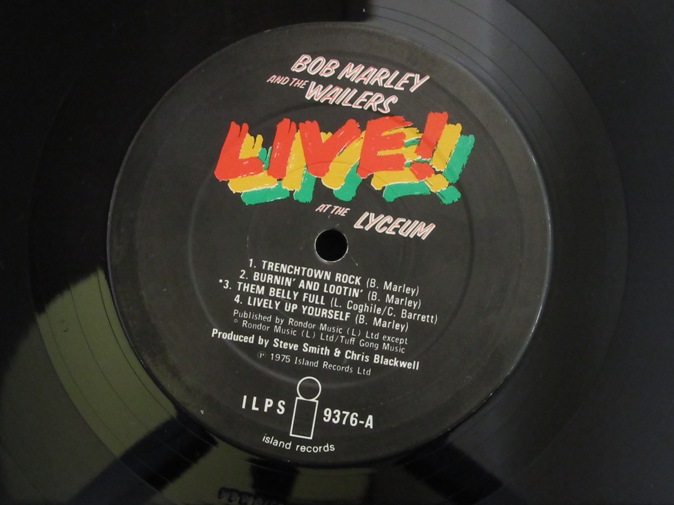 BOB MARLEY
AND THE WAILERS
LIVE!
AT THE LYCEUM
1. TRENCHTOWN ROCK (B. Marley)
2. BURNIN' AND LOOTIN' (B. Marley)
*3. THEM BELLY FULL (L. Coghile/C. Barrett)
4. LIVELY UP YOURSELF (B. Marley)
Published by Rondor Music (L) Ltd except
* Rondor Music (L) Ltd/Tuff Gong Music
Produced by Steve Smith & Chris Blackwell
℗ 1975 Island Records Ltd
ILPS 9376-A
island records